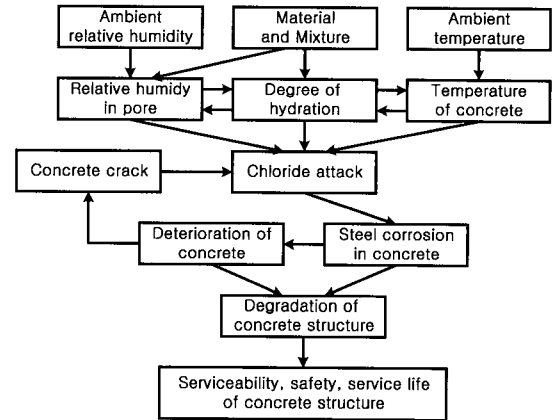 Ambient
relative humidity
Material
and Mixture
Ambient
temperature
Relative humidy
in pore
Degree of
hydration
Temperature
of concrete
Concrete crack
Chloride attack
Deterioration of
concrete
Steel corrosion
in concrete
Degradation of
concrete structure
Serviceability, safety, service life
of concrete structure